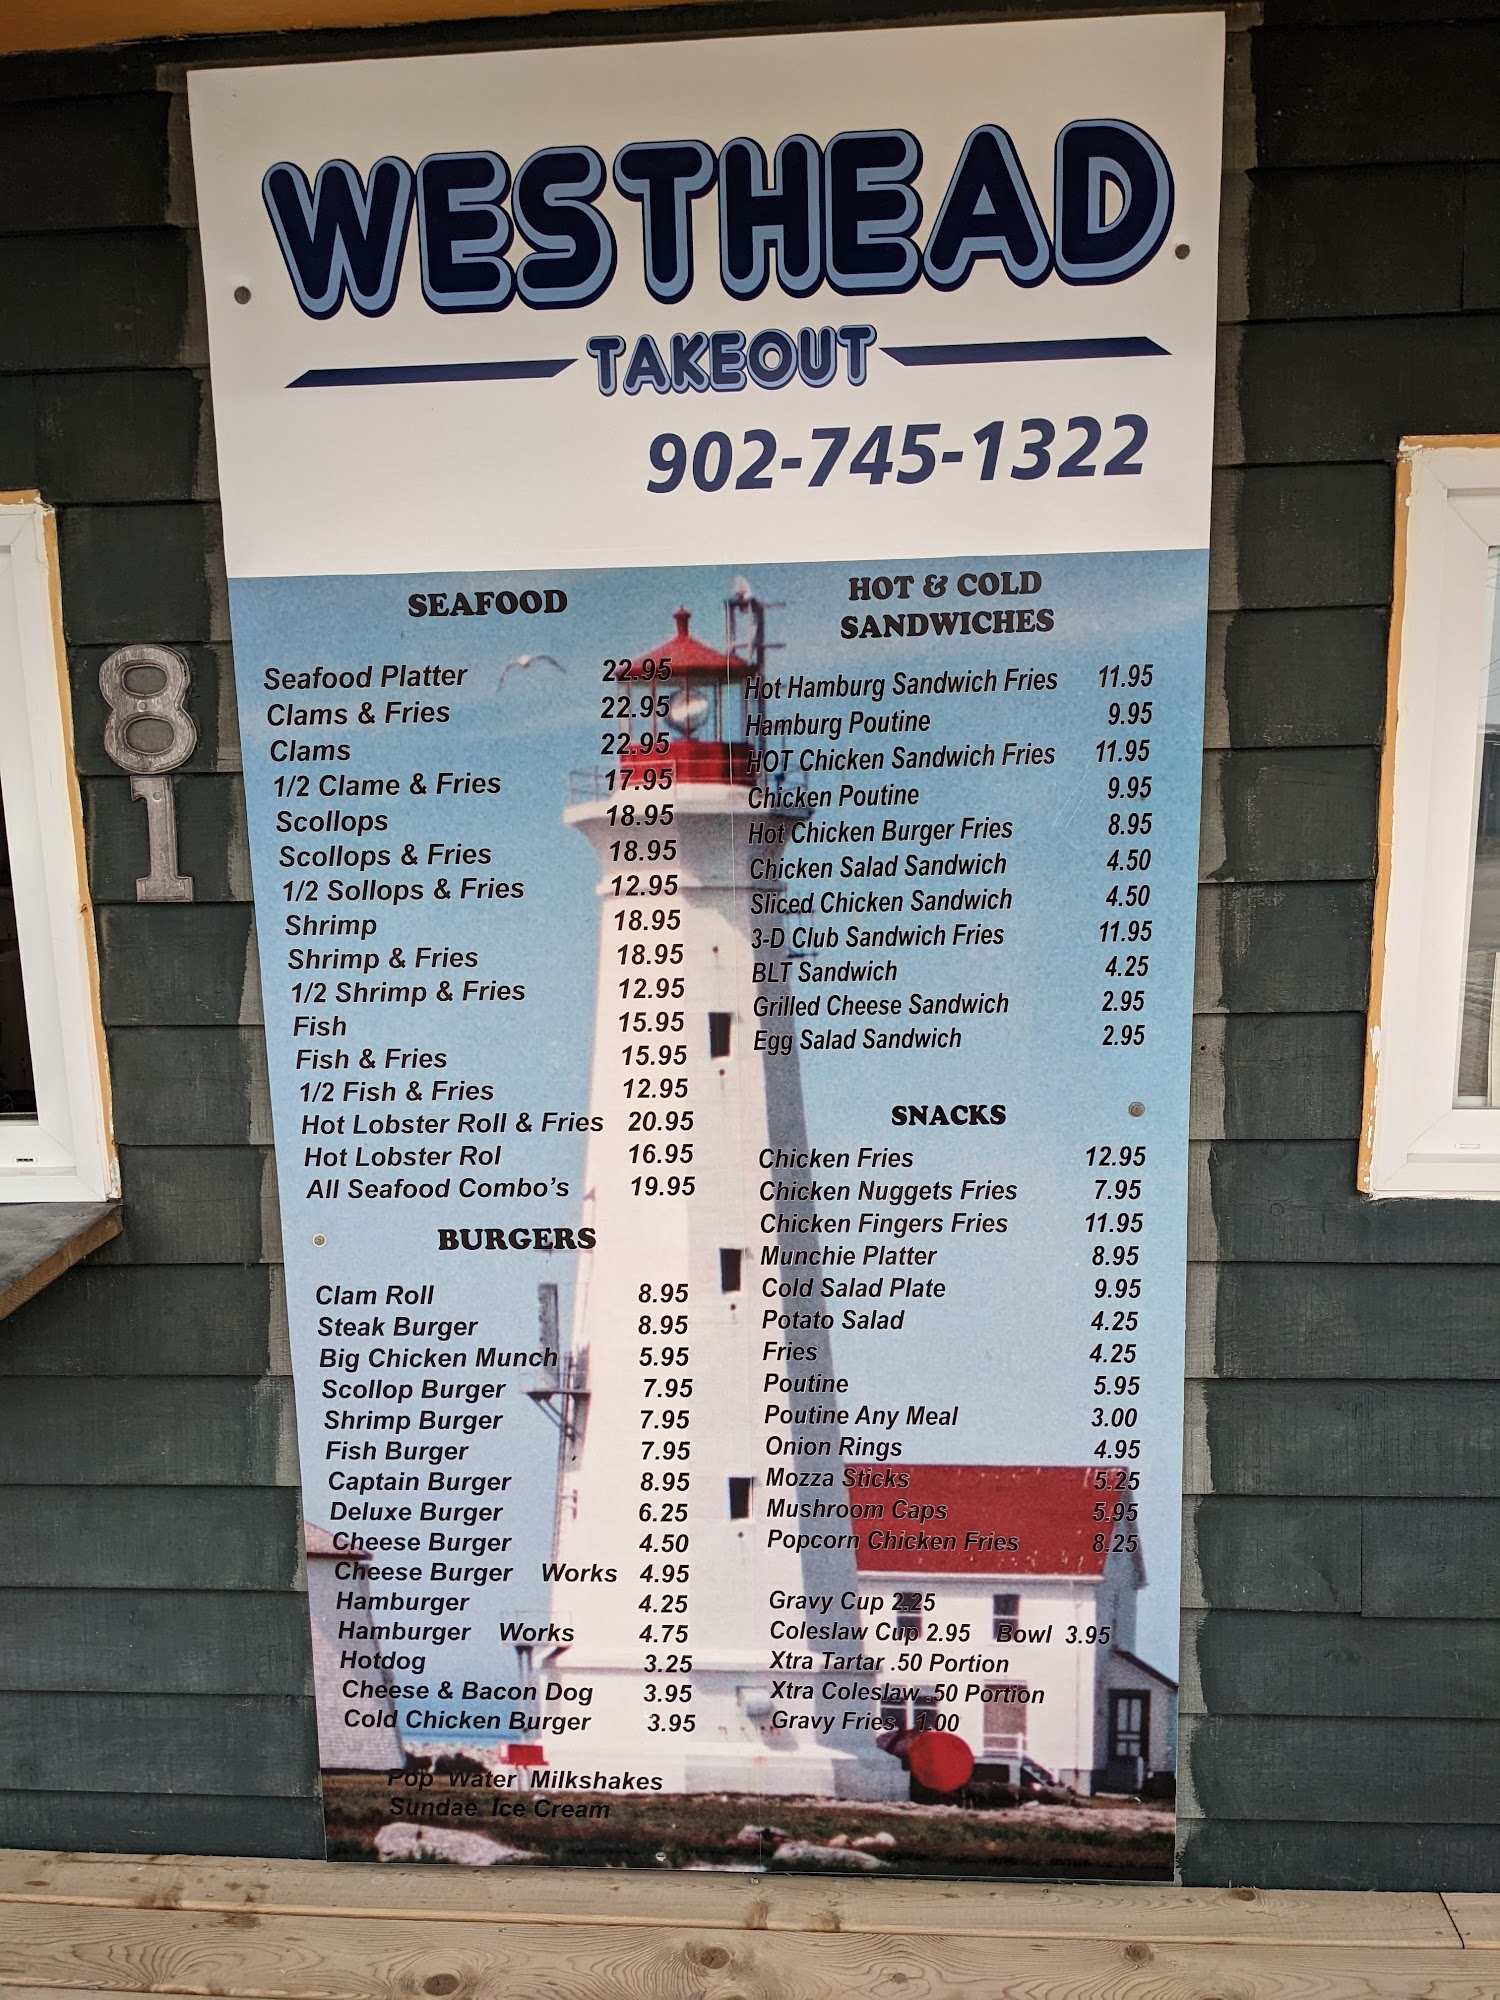 WESTHEAD
TAKEOUT
902-745-1322
81
SEAFOOD
Seafood Platter 22.95
Clams & Fries 22.95
Clams 22.95
1/2 Clame & Fries 17.95
Scollops 18.95
Scollops & Fries 18.95
1/2 Sollops & Fries 12.95
Shrimp 18.95
Shrimp & Fries 18.95
1/2 Shrimp & Fries 12.95
Fish 15.95
Fish & Fries 15.95
1/2 Fish & Fries 12.95
Hot Lobster Roll & Fries 20.95
Hot Lobster Rol 16.95
All Seafood Combo's 19.95
BURGERS
Clam Roll 8.95
Steak Burger 8.95
Big Chicken Munch 5.95
Scollop Burger 7.95
Shrimp Burger 7.95
Fish Burger 7.95
Captain Burger 8.95
Deluxe Burger 6.25
Cheese Burger 4.50
Cheese Burger Works 4.95
Hamburger 4.25
Hamburger Works 4.75
Hotdog 3.25
Cheese & Bacon Dog 3.95
Cold Chicken Burger 3.95
Pop Water Milkshakes
Sundae Ice Cream
HOT & COLD
SANDWICHES
Hot Hamburg Sandwich Fries 11.95
Hamburg Poutine 9.95
HOT Chicken Sandwich Fries 11.95
Chicken Poutine 9.95
Hot Chicken Burger Fries 8.95
Chicken Salad Sandwich 4.50
Sliced Chicken Sandwich 4.50
3-D Club Sandwich Fries 11.95
BLT Sandwich 4.25
Grilled Cheese Sandwich 2.95
Egg Salad Sandwich 2.95
SNACKS
Chicken Fries 12.95
Chicken Nuggets Fries 7.95
Chicken Fingers Fries 11.95
Munchie Platter 8.95
Cold Salad Plate 9.95
Potato Salad 4.25
Fries 4.25
Poutine 5.95
Poutine Any Meal 3.00
Onion Rings 4.95
Mozza Sticks 5.25
Mushroom Caps 5.95
Popcorn Chicken Fries 8.25
Gravy Cup 2.25
Coleslaw Cup 2.95 Bowl 3.95
Xtra Tartar .50 Portion
Xtra Coleslaw .50 Portion
Gravy Fries 1.00